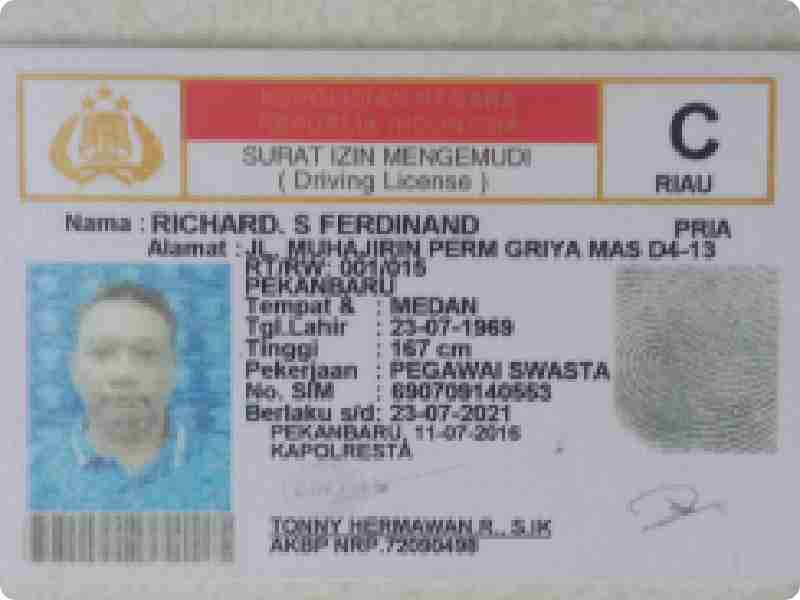 KEPOLISIAN NEGARA
REPUBLIK INDONESIA
SURAT IZIN MENGEMUDI
( Driving License )
C
RIAU
Nama : RICHARD. S FERDINAND
PRIA
Alamat : JL. MUHAJIRIN PERM GRIYA MAS D4-13
RT/RW: 001/015
PEKANBARU
Tempat & : MEDAN
Tgl.Lahir : 23-07-1969
Tinggi : 167 cm
Pekerjaan : PEGAWAI SWASTA
No. SIM : 690709140553
Berlaku s/d: 23-07-2021
PEKANBARU, 11-07-2016
KAPOLRESTA
TONNY HERMAWAN R., S.IK
AKBP NRP.72090498